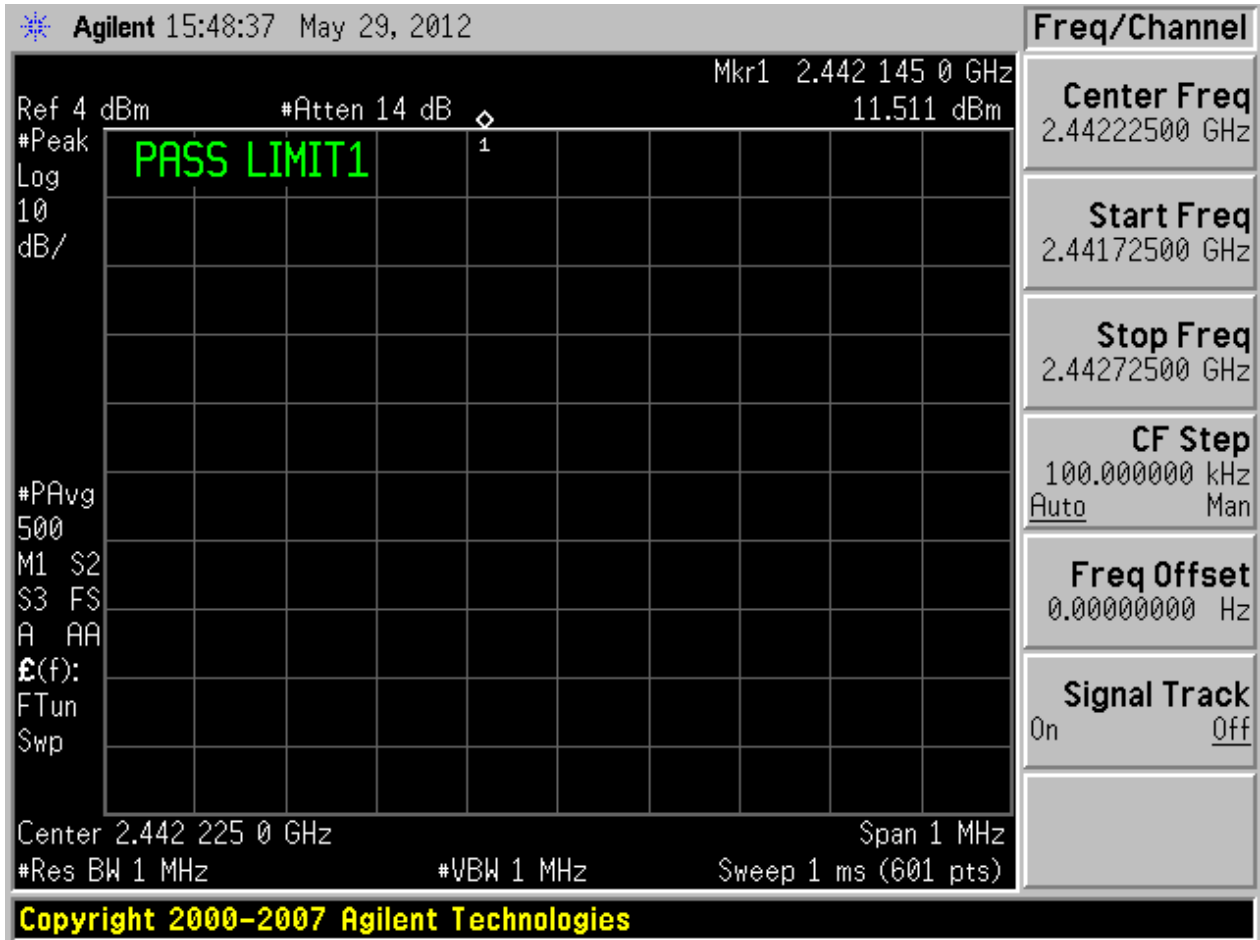 Agilent 15:48:37 May 29, 2012
Freq/Channel
Mkr1 2.442 145 0 GHz
Ref 4 dBm #Atten 14 dB 11.511 dBm
#Peak
Log
10
dB/
PASS LIMIT1
1
#PAvg
500
M1 S2
S3 FS
A AA
£(f):
FTun
Swp
Center 2.442 225 0 GHz Span 1 MHz
#Res BW 1 MHz #VBW 1 MHz Sweep 1 ms (601 pts)
Center Freq
2.44222500 GHz
Start Freq
2.44172500 GHz
Stop Freq
2.44272500 GHz
CF Step
100.000000 kHz
Auto Man
Freq Offset
0.00000000 Hz
Signal Track
On Off
Copyright 2000-2007 Agilent Technologies